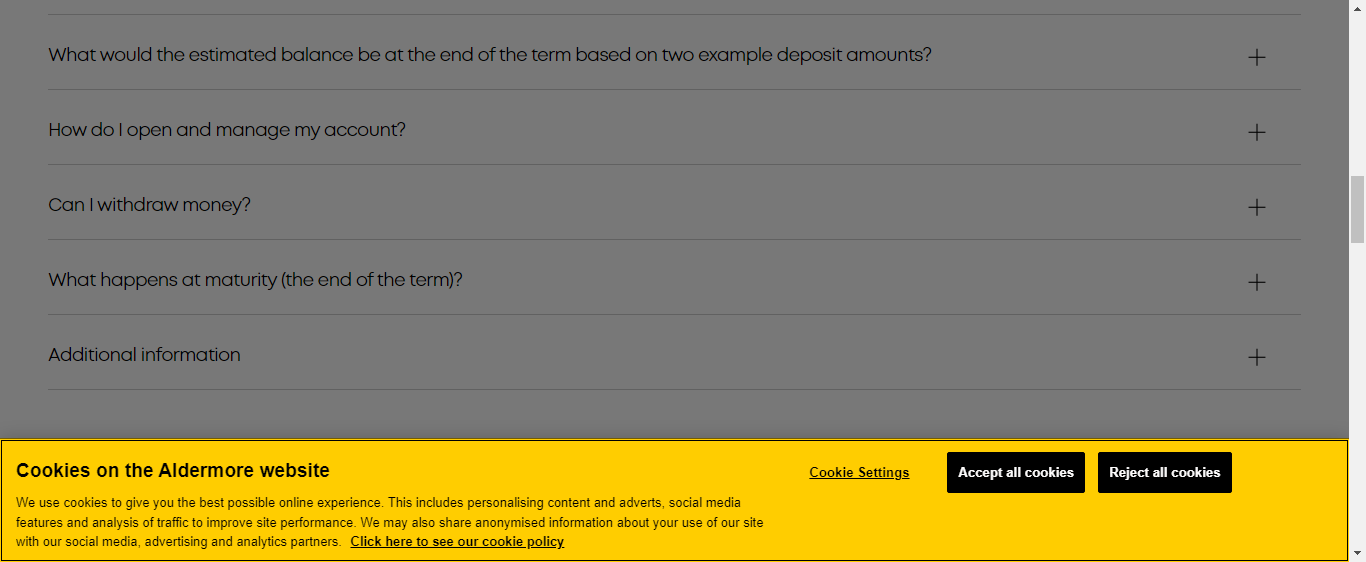 What would the estimated balance be at the end of the term based on two example deposit amounts?
How do I open and manage my account?
Can I withdraw money?
What happens at maturity (the end of the term)?
Additional information
Cookies on the Aldermore website
We use cookies to give you the best possible online experience. This includes personalising content and adverts, social media
features and analysis of traffic to improve site performance. We may also share anonymised information about your use of our site
with our social media, advertising and analytics partners. Click here to see our cookie policy
Cookie Settings
Accept all cookies
Reject all cookies